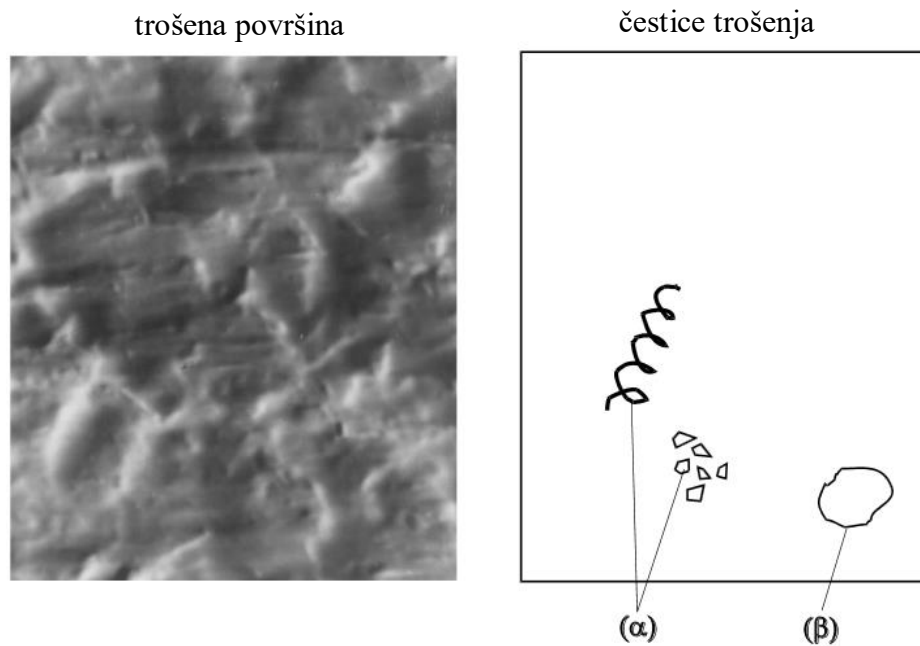 trošena površina
čestice trošenja
(α)
(β)